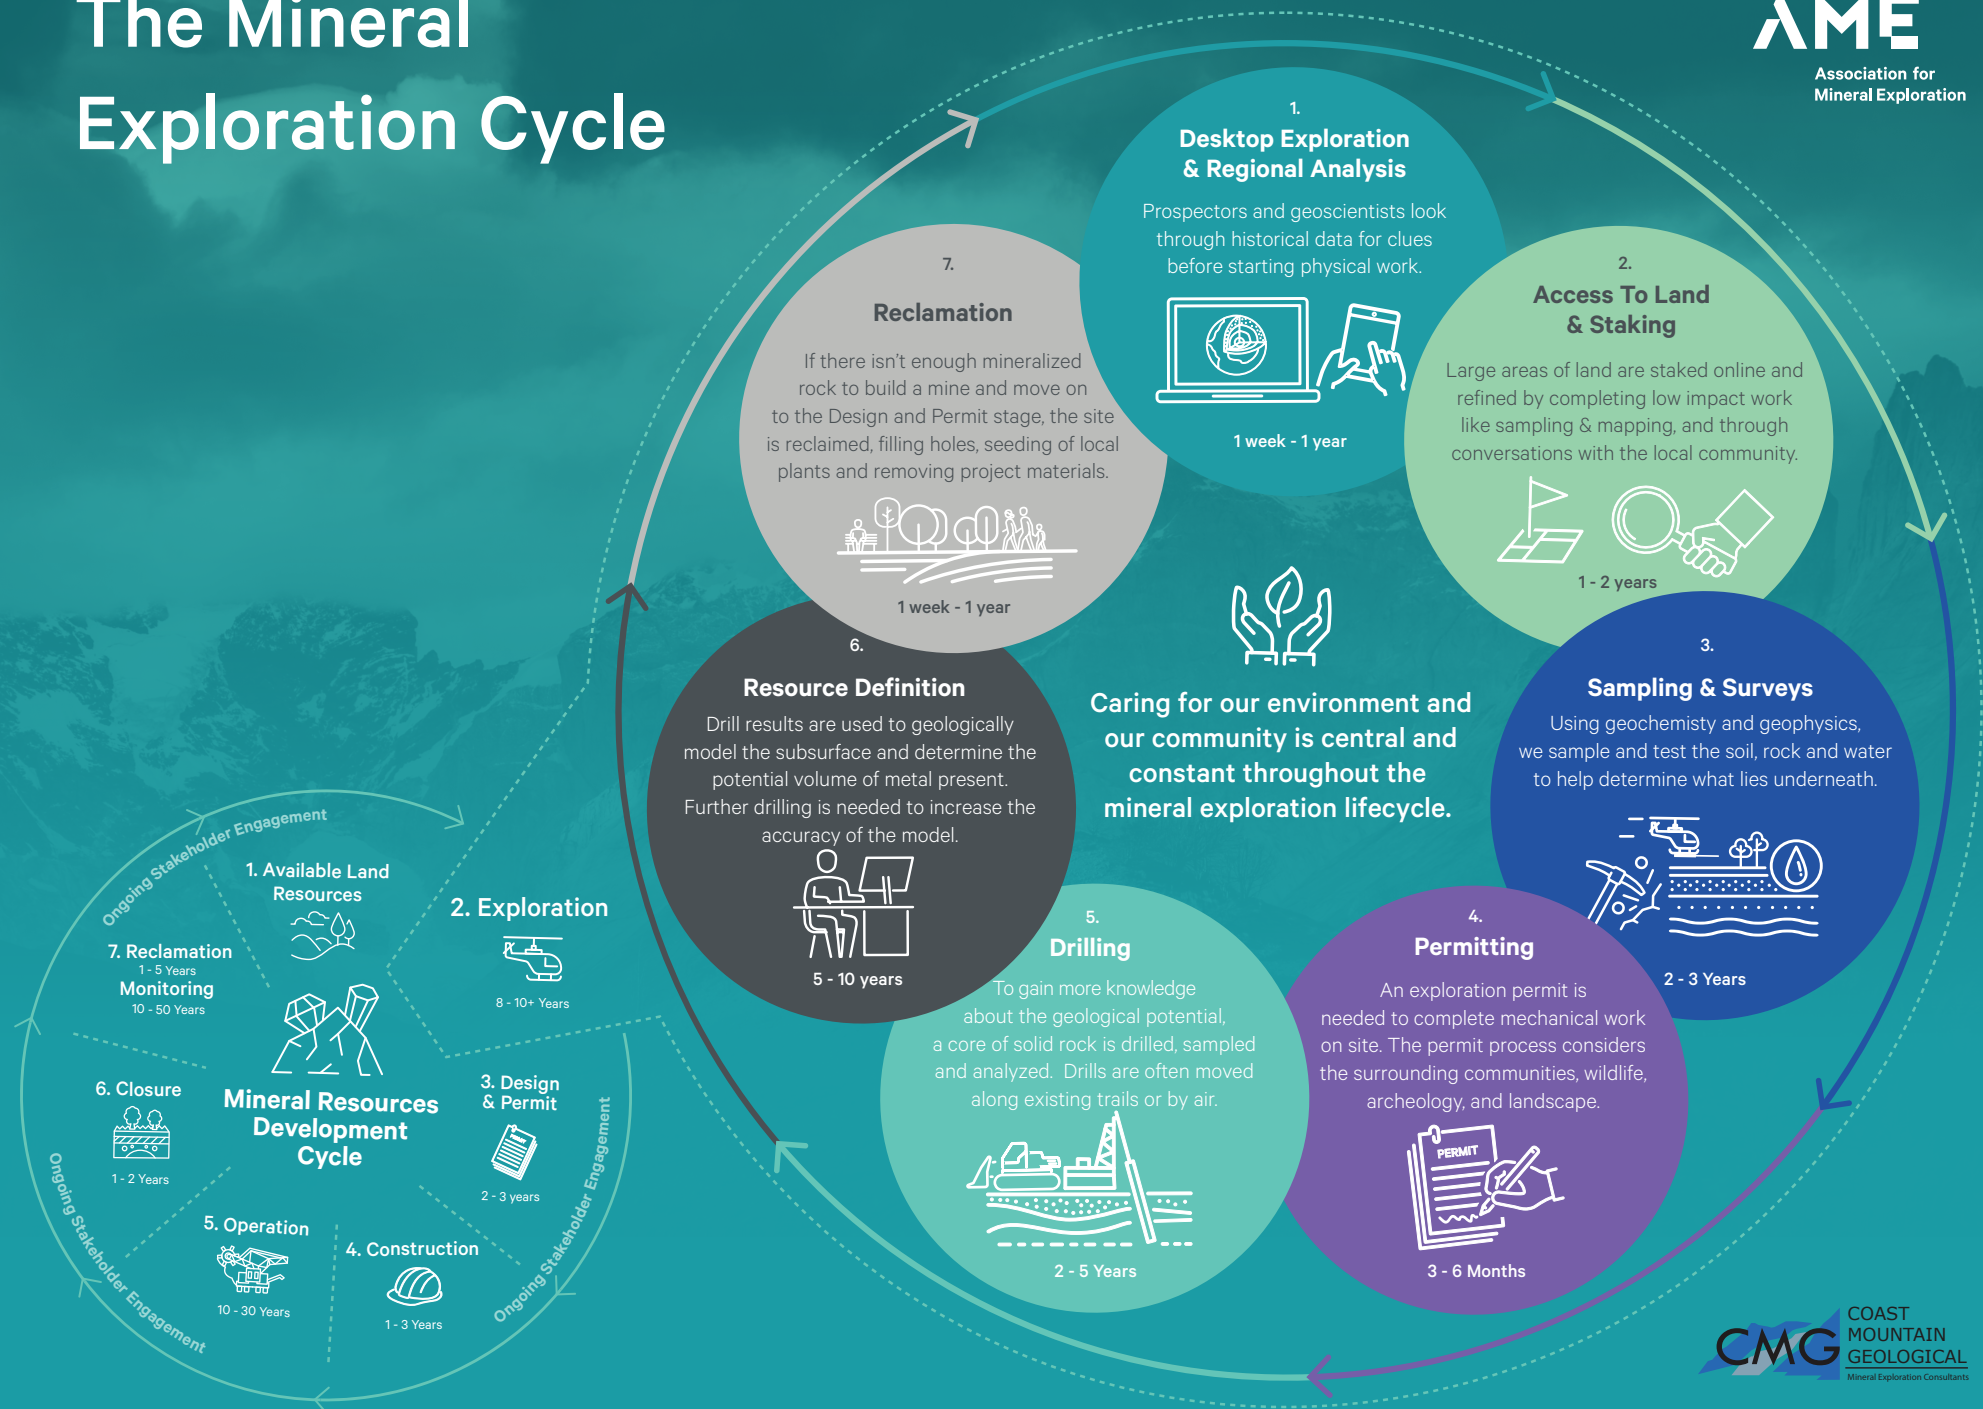 The Mineral
Exploration Cycle
AME
Association for
Mineral Exploration
1.
Desktop Exploration
& Regional Analysis
Prospectors and geoscientists look
through historical data for clues
before starting physical work.
1 week - 1 year
2.
Access To Land
& Staking
Large areas of land are staked online and
refined by completing low impact work
like sampling & mapping, and through
conversations with the local community.
1 - 2 years
3.
Sampling & Surveys
Using geochemisty and geophysics,
we sample and test the soil, rock and water
to help determine what lies underneath.
2 - 3 Years
4.
Permitting
An exploration permit is
needed to complete mechanical work
on site. The permit process considers
the surrounding communities, wildlife,
archeology, and landscape.
PERMIT
3 - 6 Months
5.
Drilling
To gain more knowledge
about the geological potential,
a core of solid rock is drilled, sampled
and analyzed. Drills are often moved
along existing trails or by air.
2 - 5 Years
6.
Resource Definition
Drill results are used to geologically
model the subsurface and determine the
potential volume of metal present.
Further drilling is needed to increase the
accuracy of the model.
5 - 10 years
7.
Reclamation
If there isn't enough mineralized
rock to build a mine and move on
to the Design and Permit stage, the site
is reclaimed, filling holes, seeding of local
plants and removing project materials.
1 week - 1 year
Caring for our environment and
our community is central and
constant throughout the
mineral exploration lifecycle.
Ongoing Stakeholder Engagement
1. Available Land
Resources
2. Exploration
8 - 10+ Years
3. Design
& Permit
PERMIT
2 - 3 years
Ongoing Stakeholder Engagement
4. Construction
1 - 3 Years
5. Operation
10 - 30 Years
Ongoing Stakeholder Engagement
6. Closure
1 - 2 Years
7. Reclamation
1 - 5 Years
Monitoring
10 - 50 Years
Mineral Resources
Development
Cycle
CMG
COAST
MOUNTAIN
GEOLOGICAL
Mineral Exploration Consultants